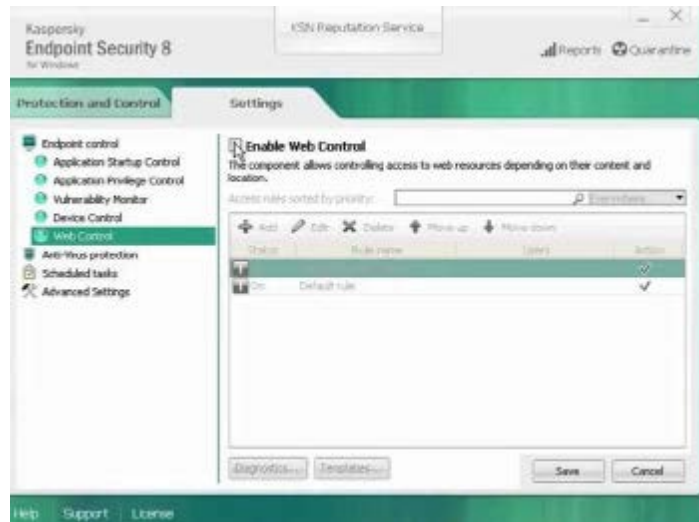 Kaspersky
Endpoint Security 8
for Windows
KSN Reputation Service
Reports
Quarantine
Protection and Control
Settings
Endpoint control
Application Startup Control
Application Privilege Control
Vulnerability Monitor
Device Control
Web Control
Anti-Virus protection
Scheduled tasks
Advanced Settings
Enable Web Control
The component allows controlling access to web resources depending on their content and
location.
Access rules sorted by priority:
Add Edit Delete Move up Move down
Status Rule name Users Action
On Default rule
Diagnostics... Templates...
Save Cancel
Help Support License